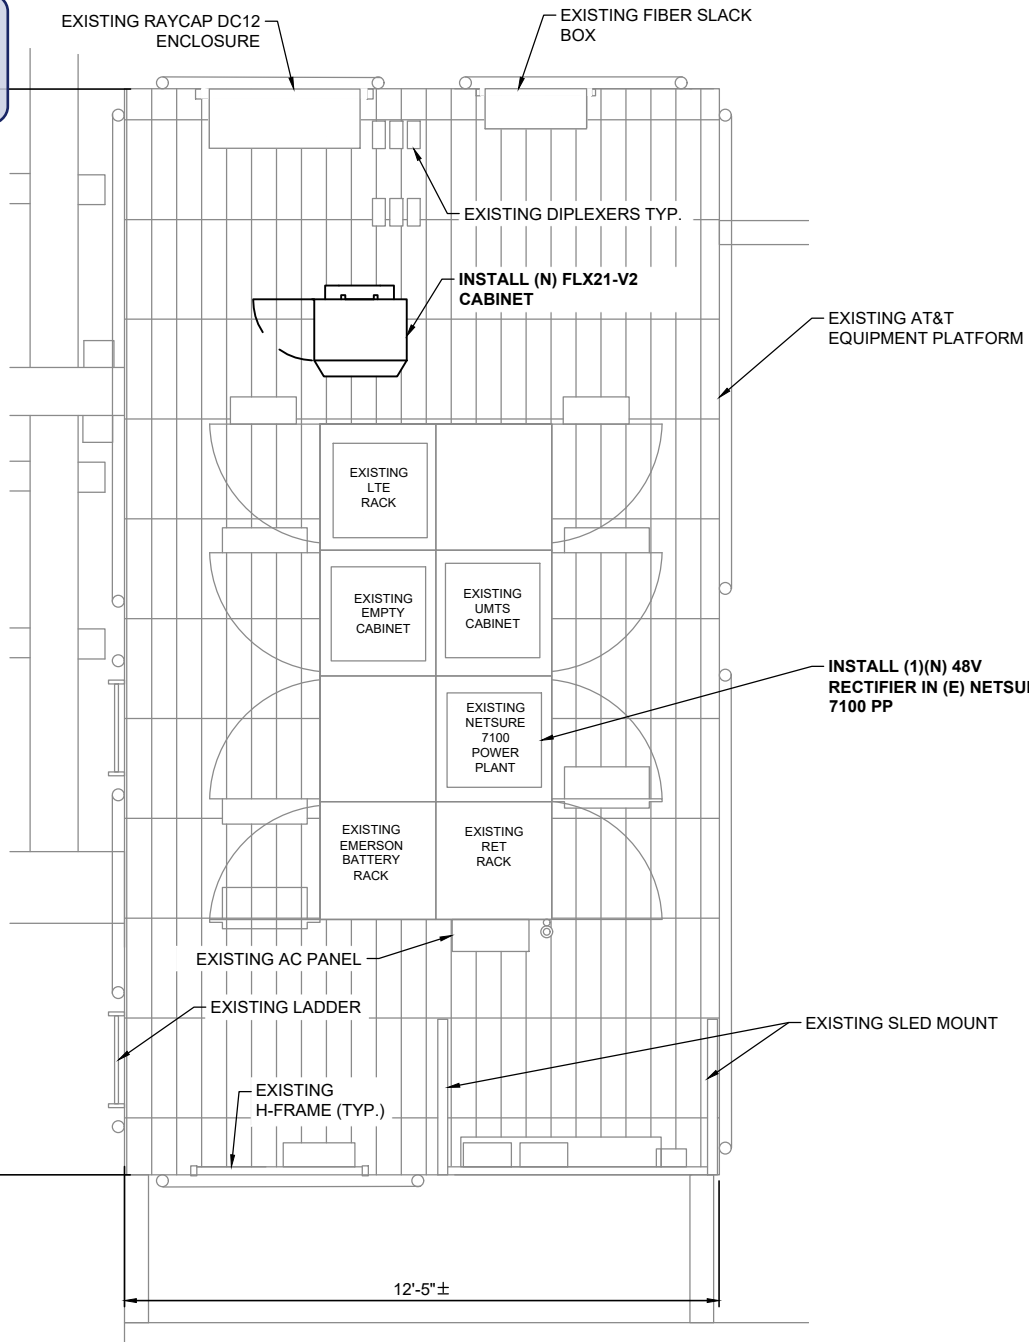 EXISTING RAYCAP DC12
ENCLOSURE
EXISTING FIBER SLACK
BOX
EXISTING DIPLEXERS TYP.
INSTALL (N) FLX21-V2
CABINET
EXISTING AT&T
EQUIPMENT PLATFORM
EXISTING
LTE
RACK
EXISTING
EMPTY
CABINET
EXISTING
UMTS
CABINET
INSTALL (1)(N) 48V
RECTIFIER IN (E)
7100 PP
EXISTING
NETSURE
7100
POWER
PLANT
EXISTING
EMERSON
BATTERY
RACK
EXISTING
RET
RACK
EXISTING AC PANEL
EXISTING LADDER
EXISTING SLED MOUNT
EXISTING
H-FRAME (TYP.)
12'-5"±